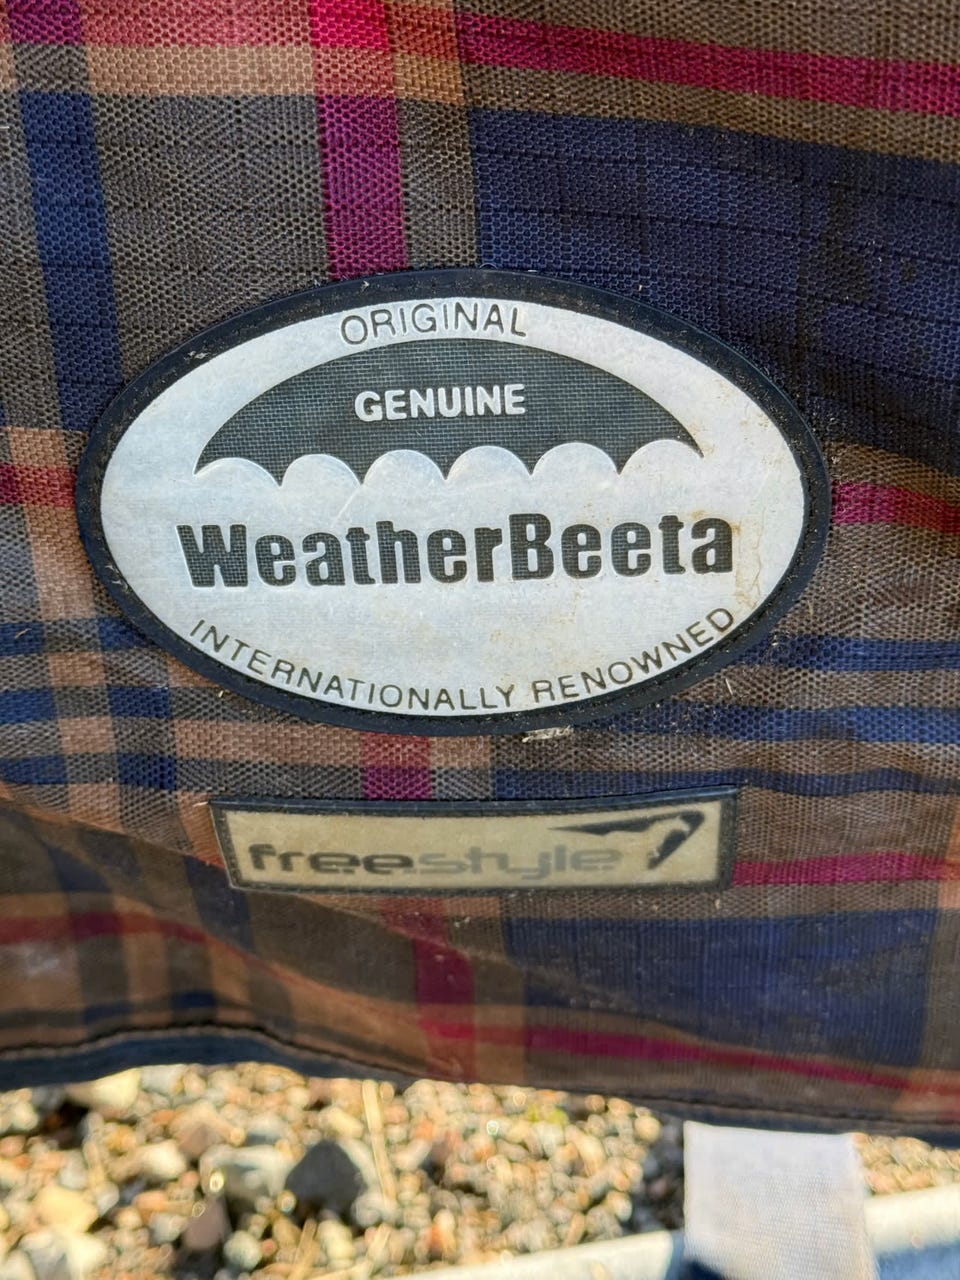 ORIGINAL
GENUINE
WeatherBeeta
INTERNATIONALLY RENOWNED
freestyle